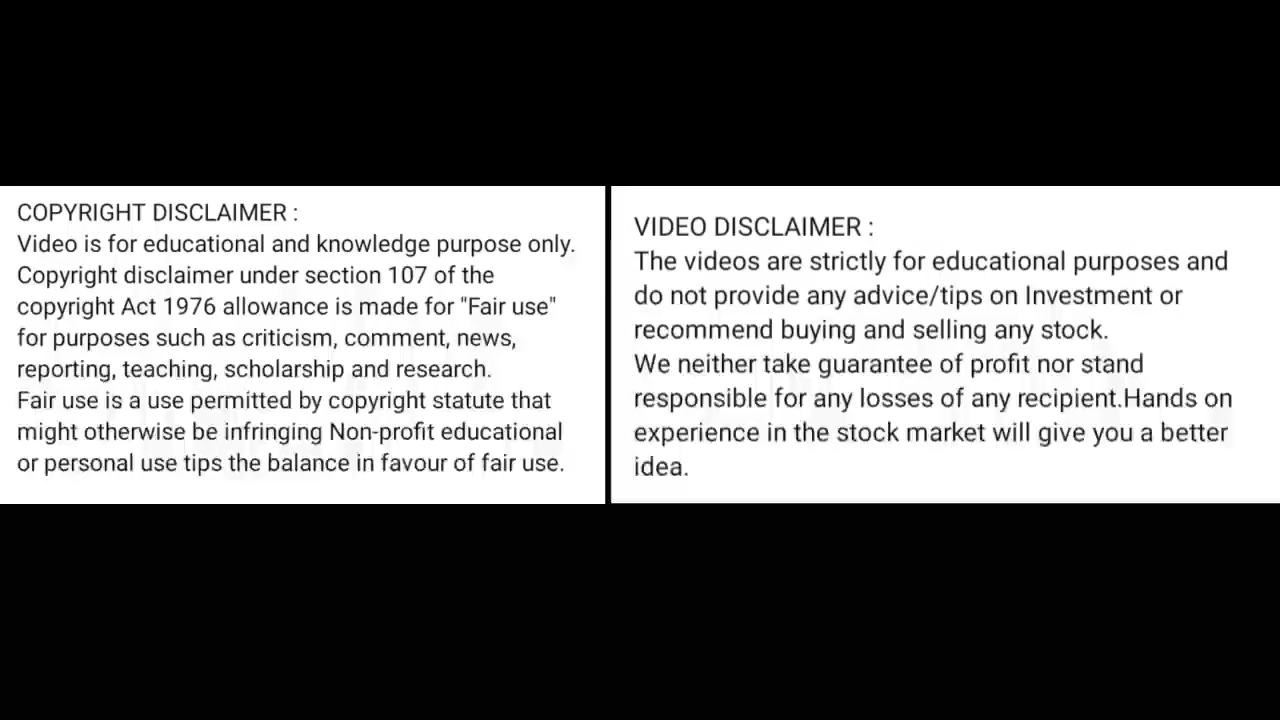 COPYRIGHT DISCLAIMER :
Video is for educational and knowledge purpose only.
Copyright disclaimer under section 107 of the
copyright Act 1976 allowance is made for "Fair use"
for purposes such as criticism, comment, news,
reporting, teaching, scholarship and research.
Fair use is a use permitted by copyright statute that
might otherwise be infringing Non-profit educational
or personal use tips the balance in favour of fair use.
VIDEO DISCLAIMER :
The videos are strictly for educational purposes and
do not provide any advice/tips on Investment or
recommend buying and selling any stock.
We neither take guarantee of profit nor stand
responsible for any losses of any recipient.Hands on
experience in the stock market will give you a better
idea.